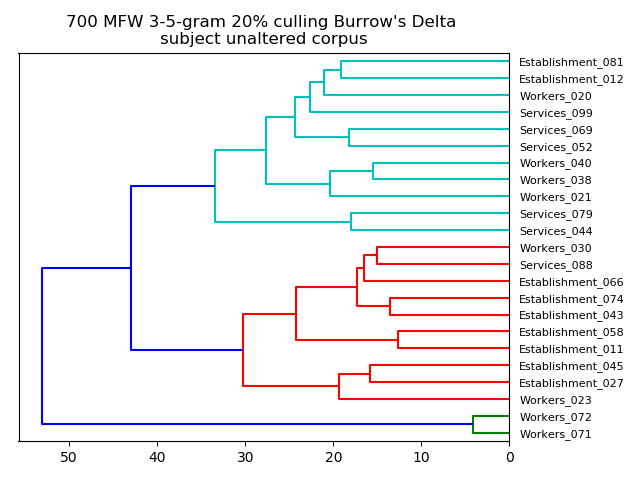 700 MFW 3-5-gram 20% culling Burrow's Delta
subject unaltered corpus
Establishment_081
Establishment_012
Workers_020
Services_099
Services_069
Services_052
Workers_040
Workers_038
Workers_021
Services_079
Services_044
Workers_030
Services_088
Establishment_066
Establishment_074
Establishment_043
Establishment_058
Establishment_011
Establishment_045
Establishment_027
Workers_023
Workers_072
Workers_071
50 40 30 20 10 0